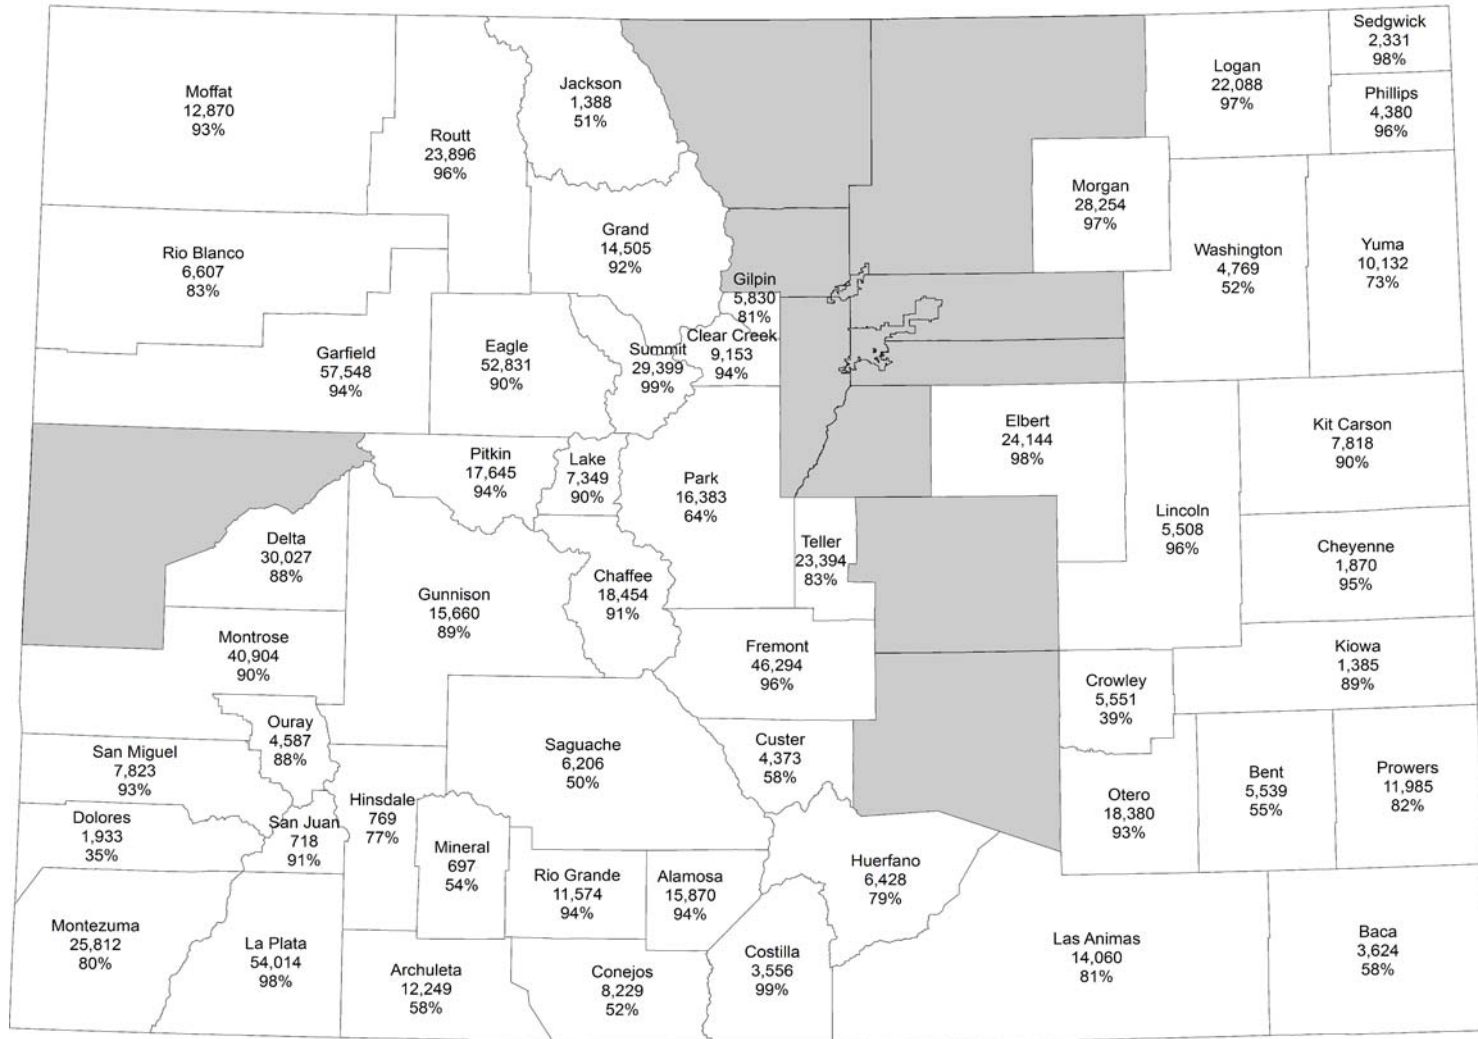 Sedgwick
2,331
98%
Logan
22,088
97%
Phillips
4,380
96%
Jackson
1,388
51%
Moffat
12,870
93%
Routt
23,896
96%
Morgan
28,254
97%
Grand
14,505
92%
Washington
4,769
52%
Yuma
10,132
73%
Rio Blanco
6,607
83%
Gilpin
5,830
81%
Clear Creek
9,153
94%
Garfield
57,548
94%
Eagle
52,831
90%
Summit
29,399
99%
Elbert
24,144
98%
Kit Carson
7,818
90%
Pitkin
17,645
94%
Lake
7,349
90%
Park
16,383
64%
Lincoln
5,508
96%
Delta
30,027
88%
Teller
23,394
83%
Cheyenne
1,870
95%
Gunnison
15,660
89%
Chaffee
18,454
91%
Montrose
40,904
90%
Fremont
46,294
96%
Kiowa
1,385
89%
Crowley
5,551
39%
Ouray
4,587
88%
San Miguel
7,823
93%
Saguache
6,206
50%
Custer
4,373
58%
Bent
5,539
55%
Prowers
11,985
82%
Otero
18,380
93%
Hinsdale
769
77%
Dolores
1,933
35%
San Juan
718
91%
Mineral
697
54%
Rio Grande
11,574
94%
Alamosa
15,870
94%
Huerfano
6,428
79%
Montezuma
25,812
80%
La Plata
54,014
98%
Archuleta
12,249
58%
Conejos
8,229
52%
Costilla
3,556
99%
Las Animas
14,060
81%
Baca
3,624
58%